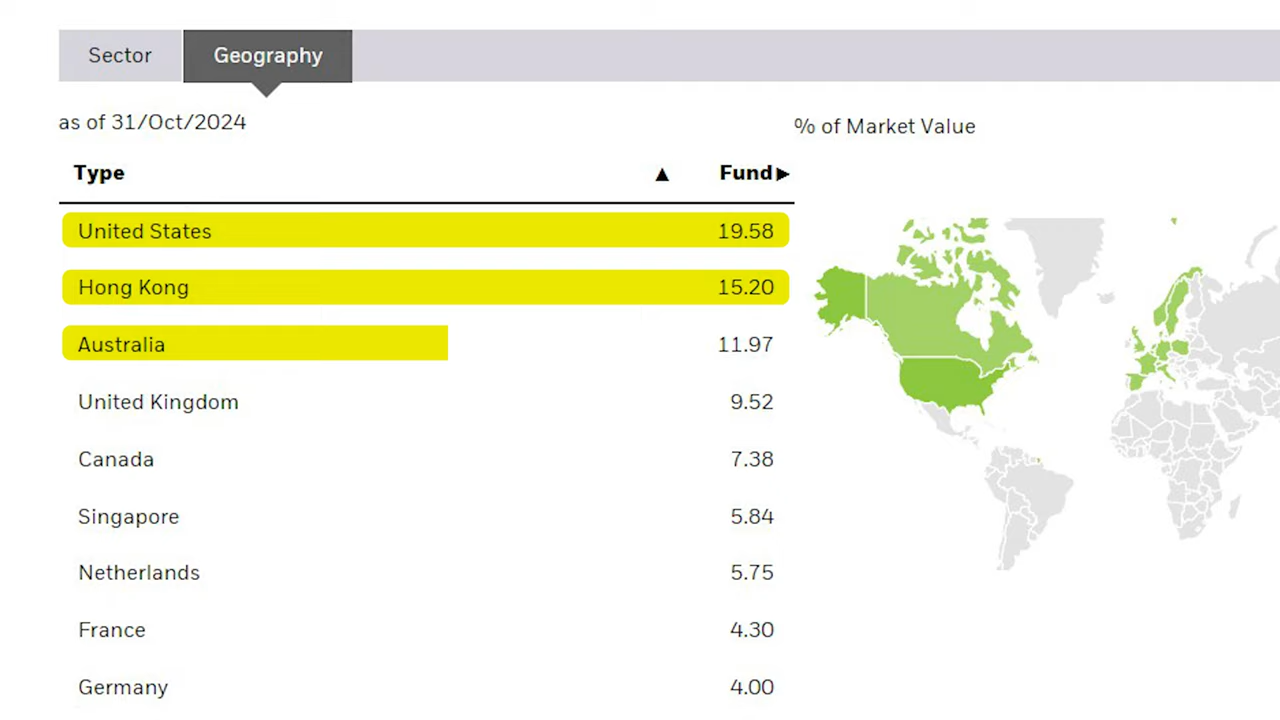 Sector Geography
as of 31/Oct/2024
% of Market Value
Type ▲ Fund▶
United States 19.58
Hong Kong 15.20
Australia 11.97
United Kingdom 9.52
Canada 7.38
Singapore 5.84
Netherlands 5.75
France 4.30
Germany 4.00